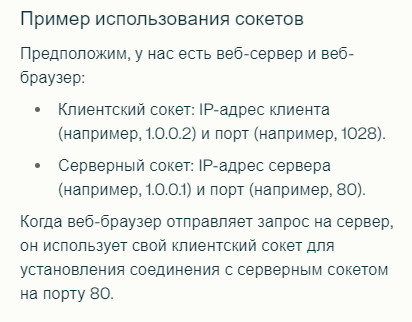 Пример использования сокетов
Предположим, у нас есть веб-сервер и веб-
браузер:
• Клиентский сокет: IP-адрес клиента
(например, 1.0.0.2) и порт (например, 1028).
• Серверный сокет: IP-адрес сервера
(например, 1.0.0.1) и порт (например, 80).
Когда веб-браузер отправляет запрос на сервер,
он использует свой клиентский сокет для
установления соединения с серверным сокетом
на порту 80.